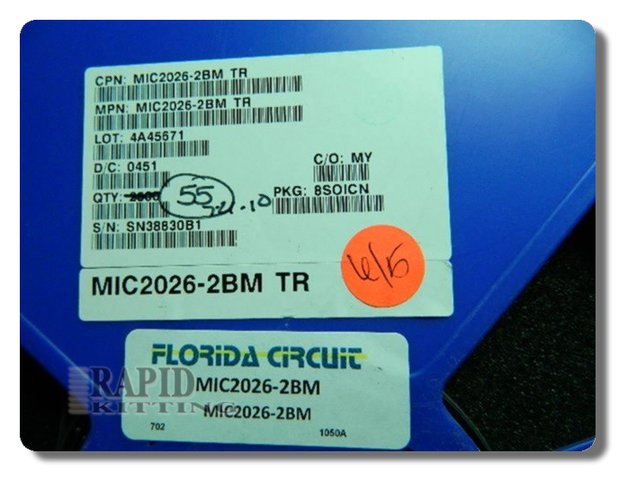 CPN: MIC2026-2BM TR
MPN: MIC2026-2BM TR
LOT: 4A45671
D/C: 0451
C/O: MY
QTY: 55
PKG: 8SOICN
S/N: SN38830B1
MIC2026-2BM TR
FLORIDA CIRCUIT
MIC2026-2BM
MIC2026-2BM
702 1050A
RAPID
KITTING